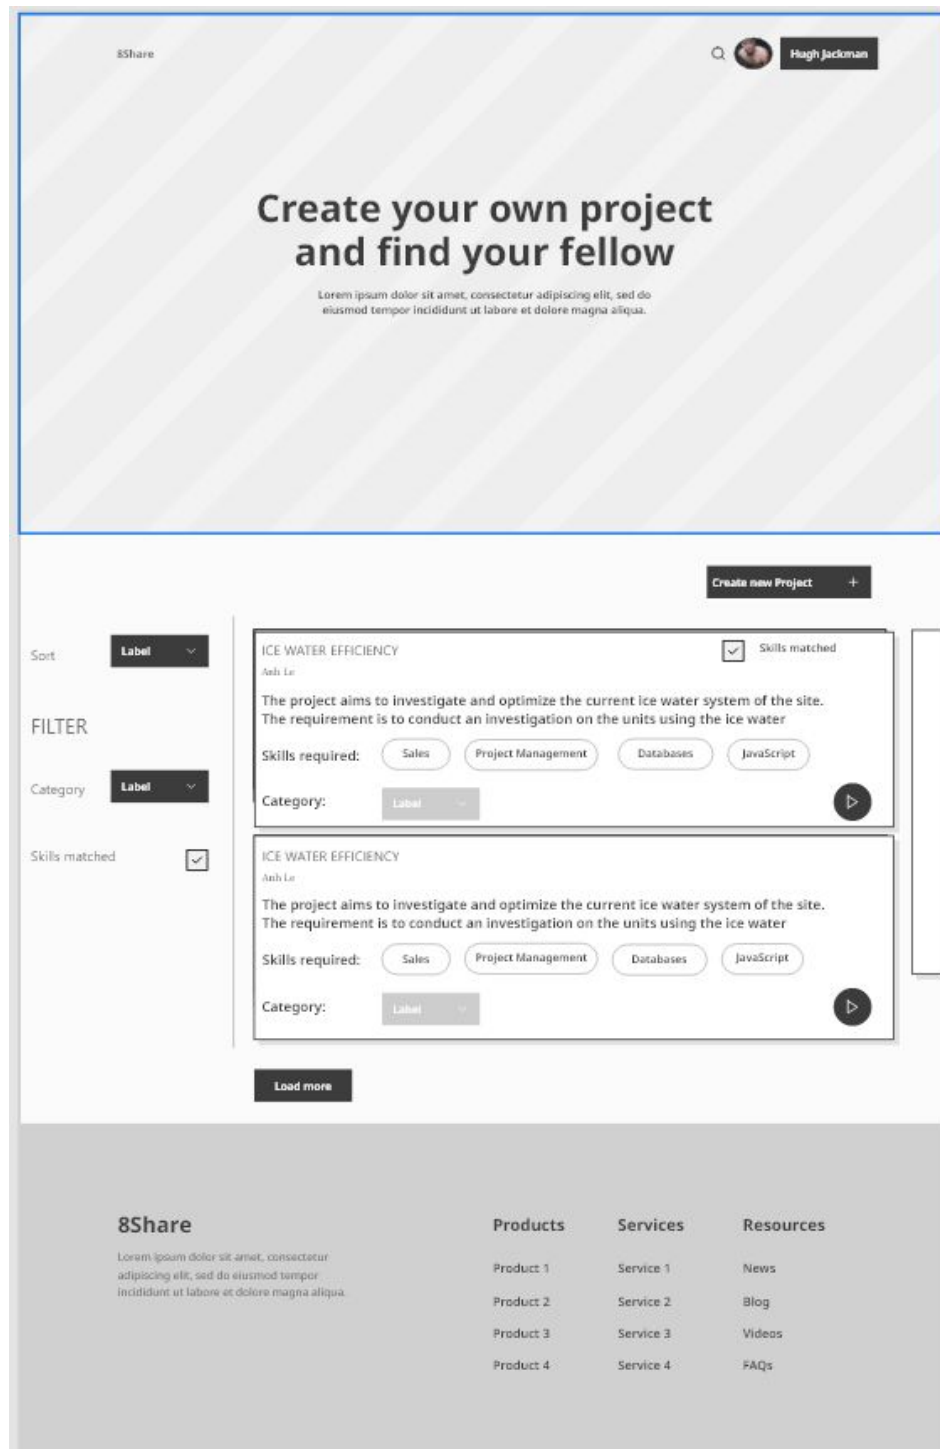 8Share
Hugh Jackman
Create your own project
and find your fellow
Lorem ipsum dolor sit amet, consectetur adipiscing elit, sed do
eiusmod tempor incididunt ut labore et dolore magna aliqua.
Create new Project
Sort
Label
FILTER
Category
Label
Skills matched
ICE WATER EFFICIENCY
Skills matched
Anh Le
The project aims to investigate and optimize the current ice water system of the site.
The requirement is to conduct an investigation on the units using the ice water
Skills required:
Sales
Project Management
Databases
JavaScript
Category:
Label
ICE WATER EFFICIENCY
Anh Le
The project aims to investigate and optimize the current ice water system of the site.
The requirement is to conduct an investigation on the units using the ice water
Skills required:
Sales
Project Management
Databases
JavaScript
Category:
Label
Load more
8Share
Lorem ipsum dolor sit amet, consectetur
adipiscing elit, sed do eiusmod tempor
incididunt ut labore et dolore magna aliqua.
Products
Product 1
Product 2
Product 3
Product 4
Services
Service 1
Service 2
Service 3
Service 4
Resources
News
Blog
Videos
FAQs